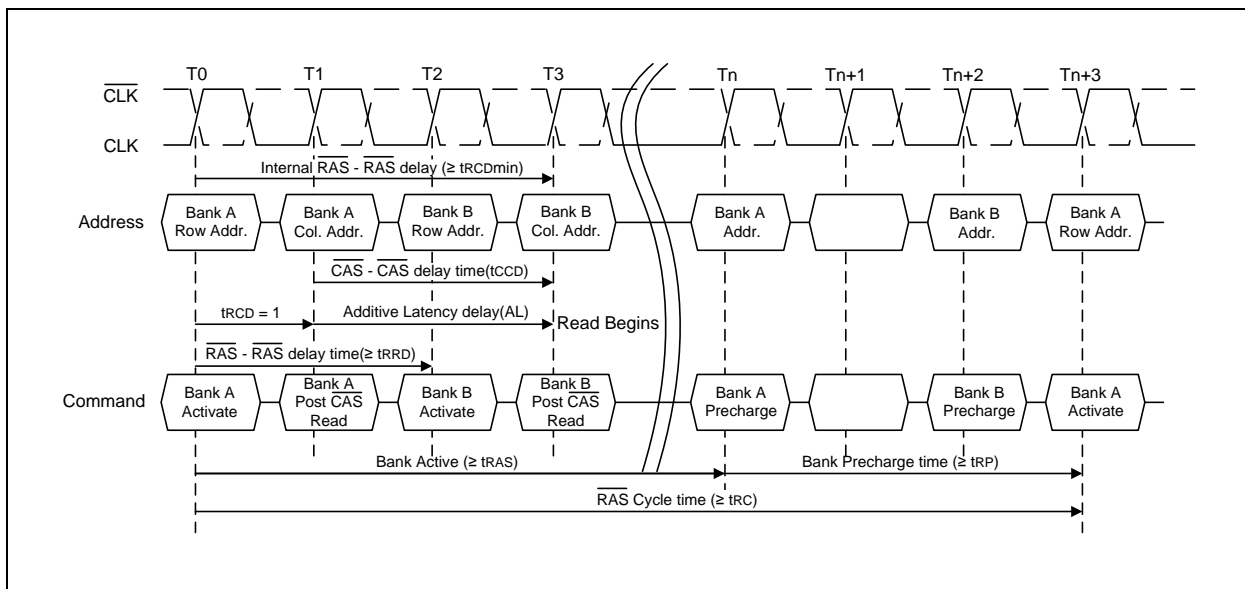 T0 T1 T2 T3 Tn Tn+1 Tn+2 Tn+3
CLK
CLK
Internal RAS - RAS delay (≥ tRCDmin)
Address
Bank A
Row Addr.
Bank A
Col. Addr.
Bank B
Row Addr.
Bank B
Col. Addr.
Bank A
Addr.
Bank B
Addr.
Bank A
Row Addr.
CAS - CAS delay time(tCCD)
tRCD = 1
Additive Latency delay(AL)
Read Begins
RAS - RAS delay time(≥ tRRD)
Command
Bank A
Activate
Bank A
Post CAS
Read
Bank B
Activate
Bank B
Post CAS
Read
Bank A
Precharge
Bank B
Precharge
Bank A
Activate
Bank Active (≥ tRAS)
Bank Precharge time (≥ tRP)
RAS Cycle time (≥ tRC)